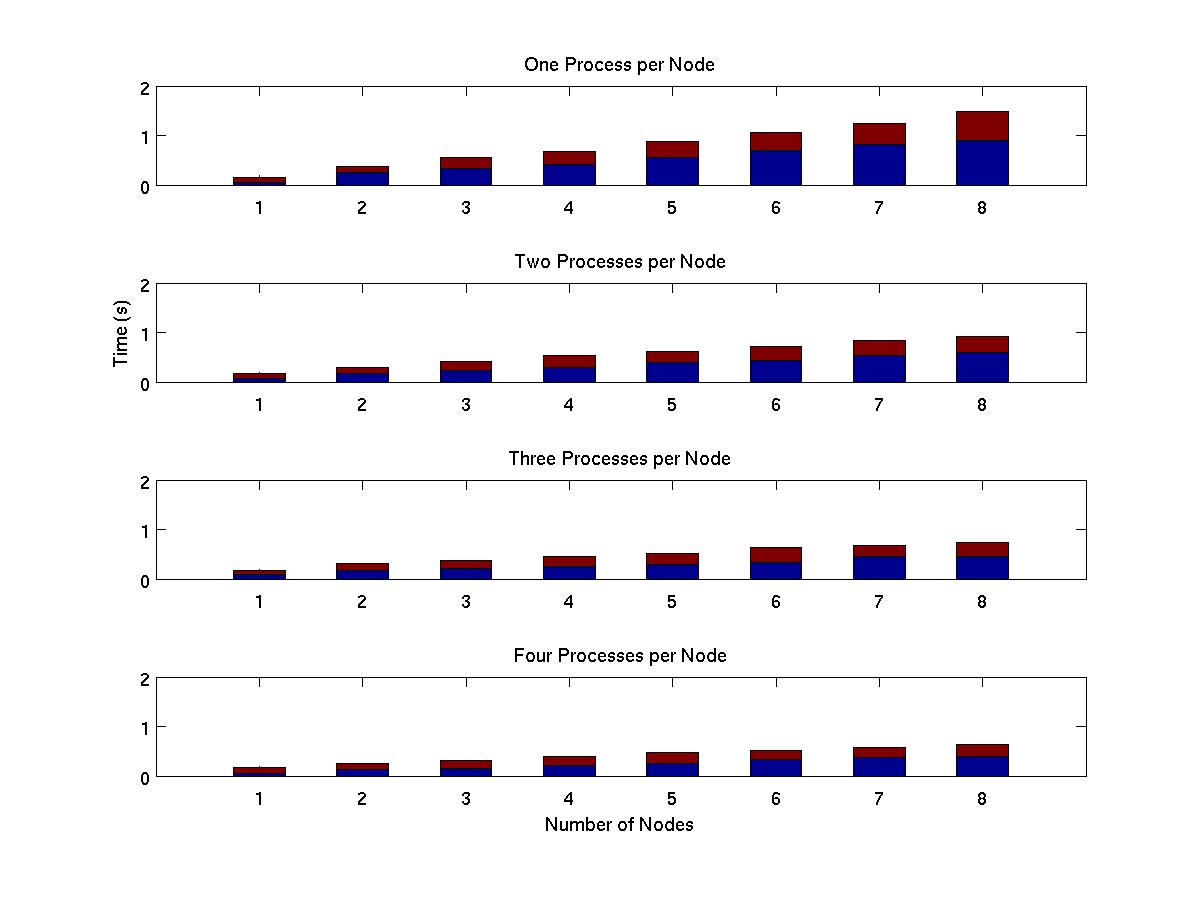 One Process per Node
2
1
0
1 2 3 4 5 6 7 8
Two Processes per Node
Time (s)
2
1
0
1 2 3 4 5 6 7 8
Three Processes per Node
2
1
0
1 2 3 4 5 6 7 8
Four Processes per Node
2
1
0
1 2 3 4 5 6 7 8
Number of Nodes